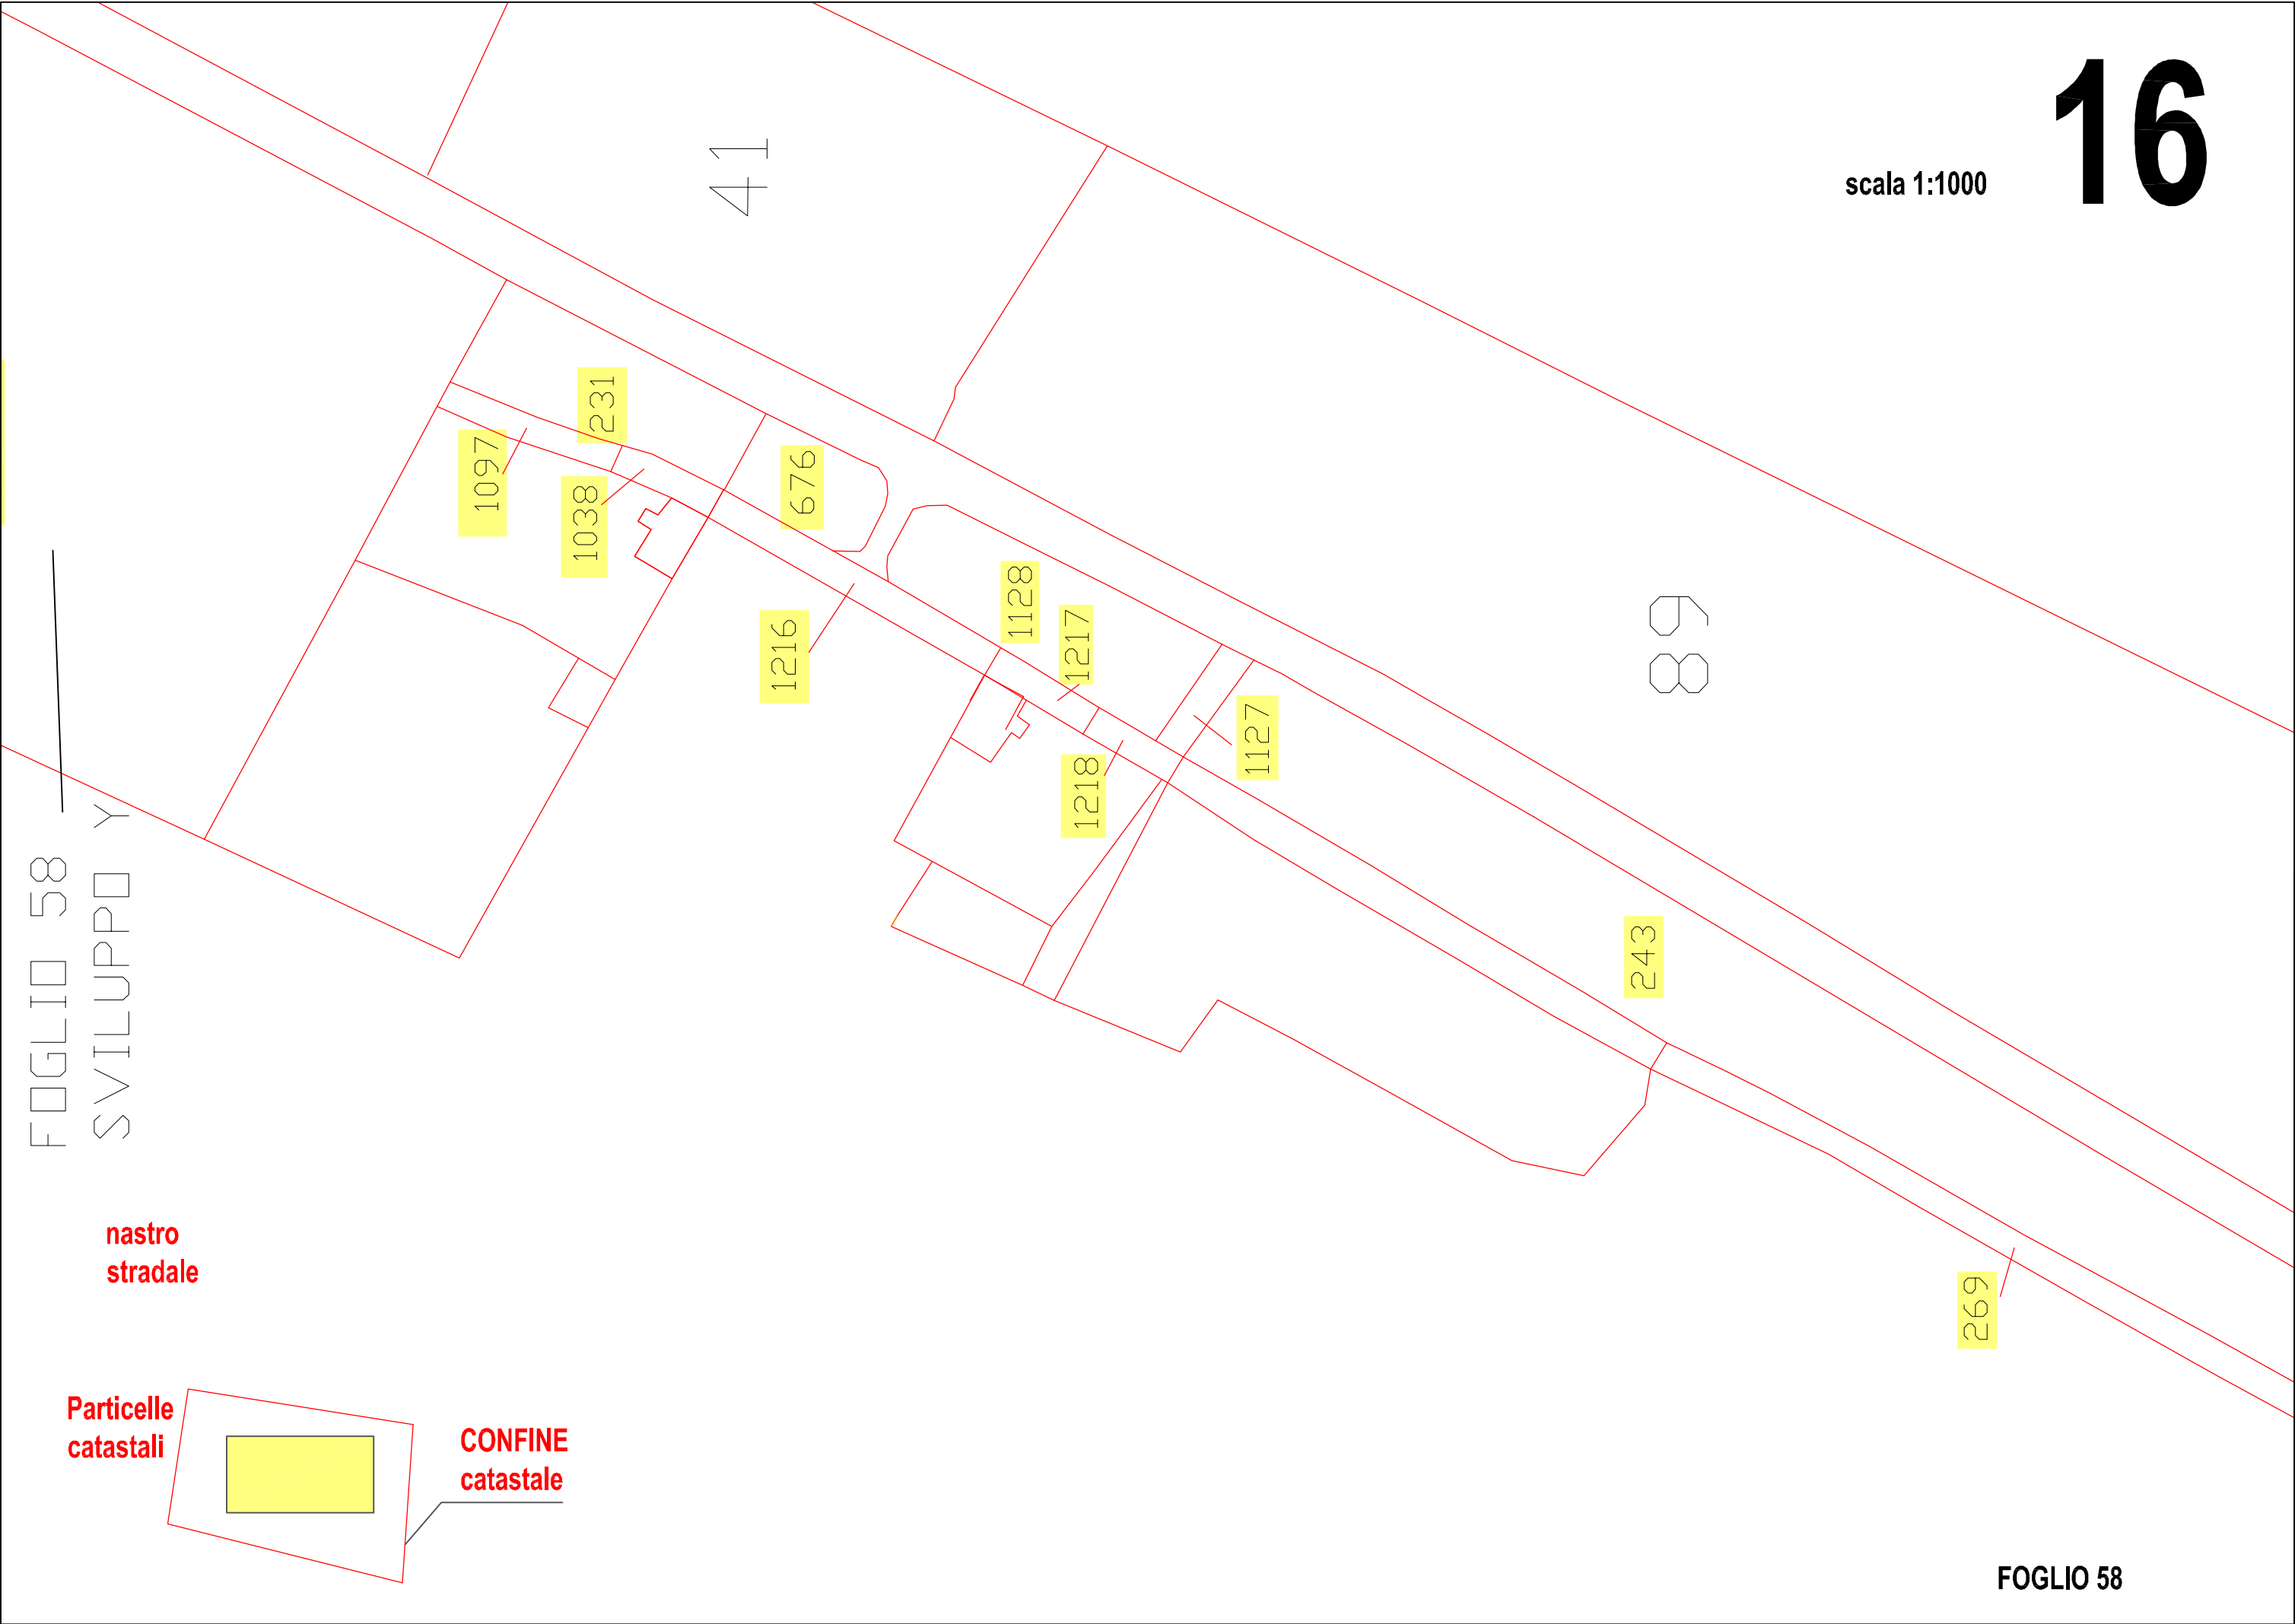 16
scala 1:1000
41
231
1097
676
1038
1128
1217
1216
89
1127
1218
FOGLIO 58
SVILUPPO Y
243
nastro
stradale
269
Particelle
catastali
CONFINE
catastale
FOGLIO 58